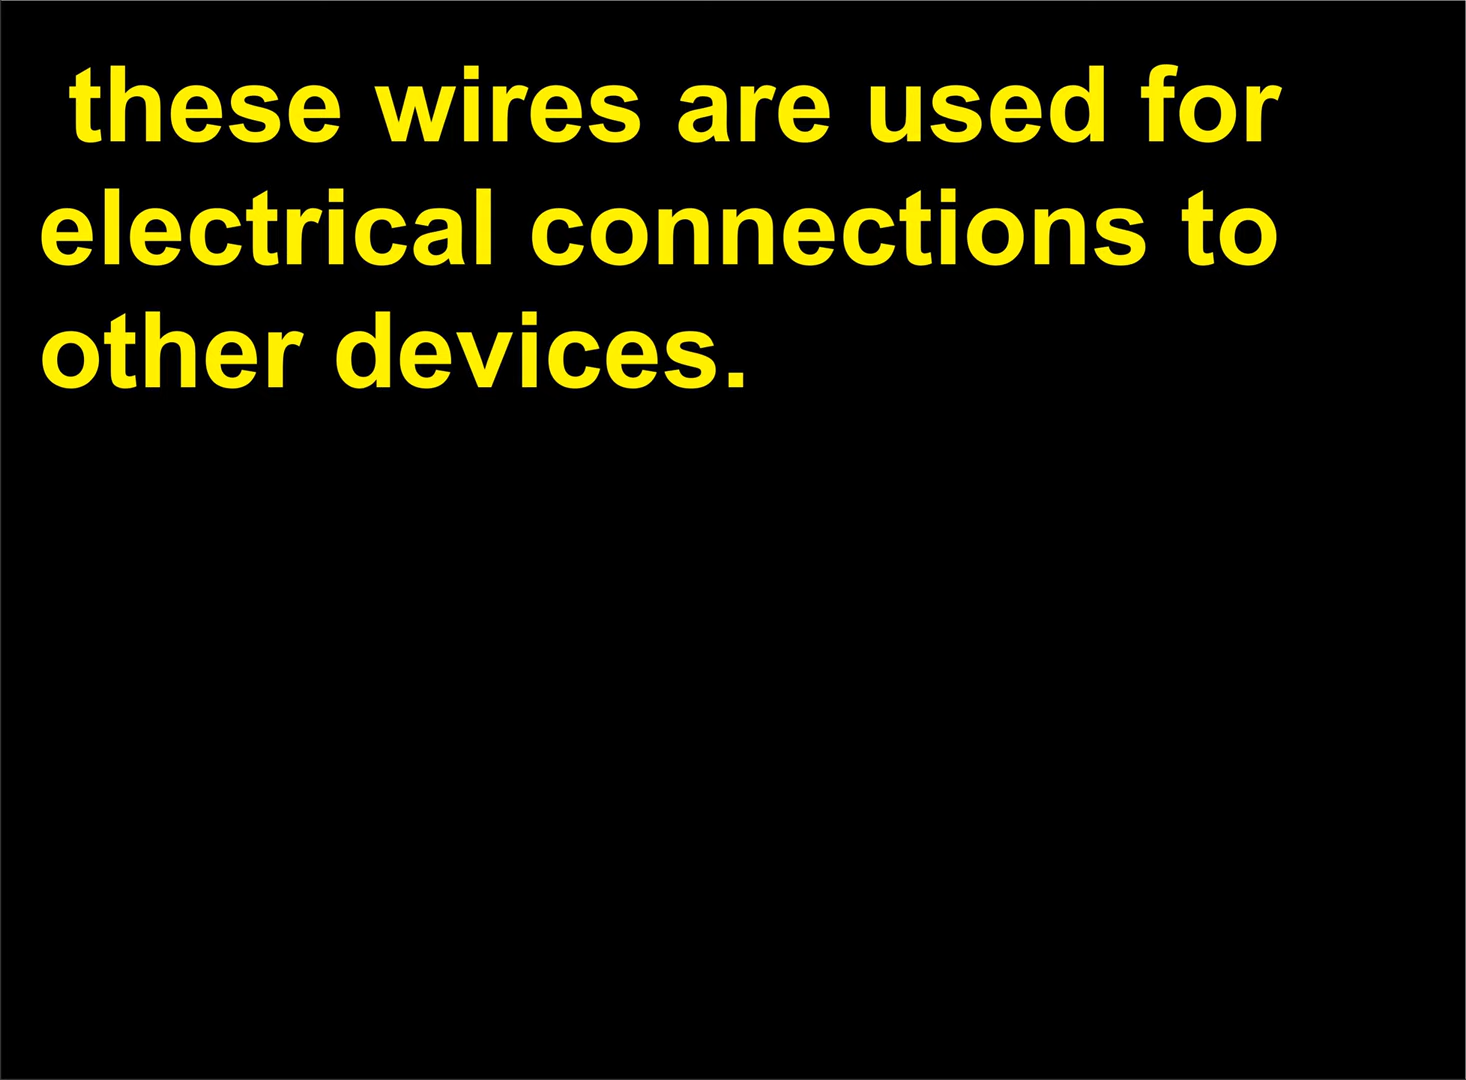 these wires are used for
electrical connections to
other devices.